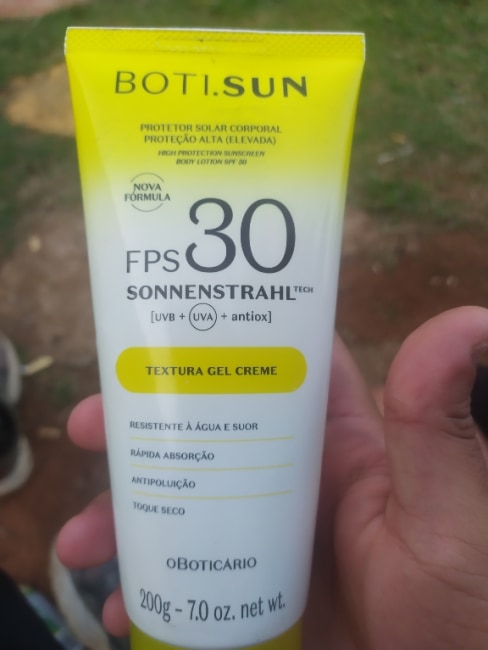 BOTI.SUN
PROTETOR SOLAR CORPORAL
PROTEÇÃO ALTA (ELEVADA)
HIGH PROTECTION SUNSCREEN
BODY LOTION SPF 30
NOVA
FÓRMULA
FPS 30
SONNENSTRAHL TECH
[UVB + UVA + antiox]
TEXTURA GEL CREME
RESISTENTE À ÁGUA E SUOR
RÁPIDA ABSORÇÃO
ANTIPOLUIÇÃO
TOQUE SECO
oBOTICÁRIO
200g – 7.0 oz. net wt.